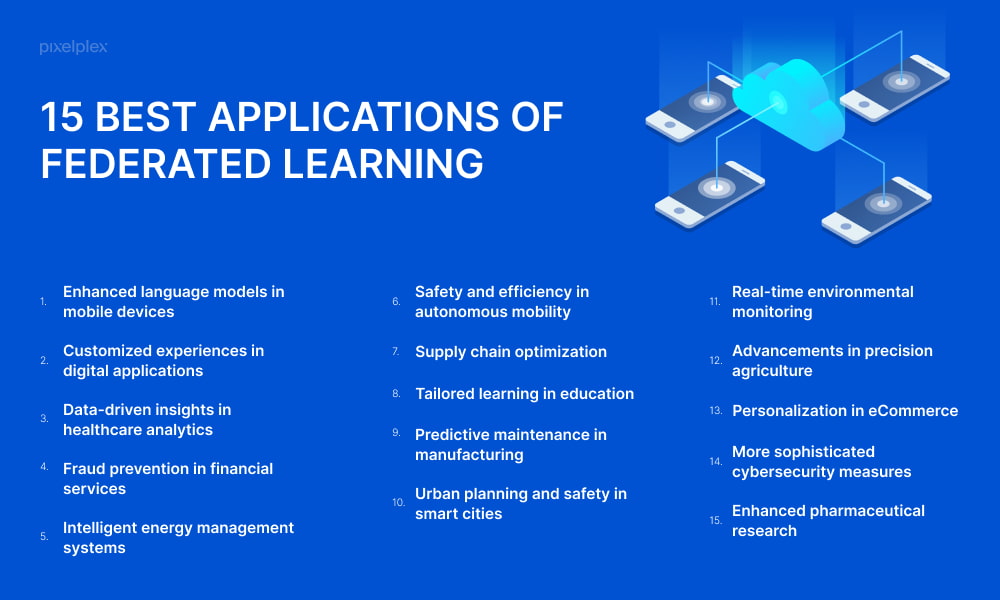 pixelplex
15 BEST APPLICATIONS OF
FEDERATED LEARNING
1. Enhanced language models in
mobile devices
2. Customized experiences in
digital applications
3. Data-driven insights in
healthcare analytics
4. Fraud prevention in financial
services
5. Intelligent energy management
systems
6. Safety and efficiency in
autonomous mobility
7. Supply chain optimization
8. Tailored learning in education
9. Predictive maintenance in
manufacturing
10. Urban planning and safety in
smart cities
11. Real-time environmental
monitoring
12. Advancements in precision
agriculture
13. Personalization in eCommerce
14. More sophisticated
cybersecurity measures
15. Enhanced pharmaceutical
research